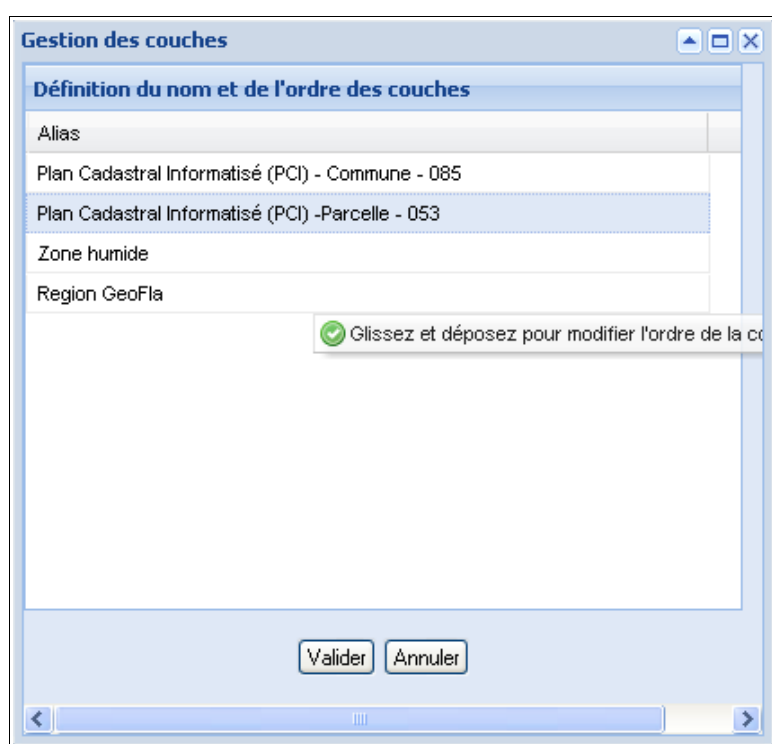 Gestion des couches
Définition du nom et de l'ordre des couches
Alias
Plan Cadastral Informatisé (PCI) - Commune - 085
Plan Cadastral Informatisé (PCI) -Parcelle - 053
Zone humide
Region GeoFla
Glissez et déposez pour modifier l'ordre de la
Valider Annuler